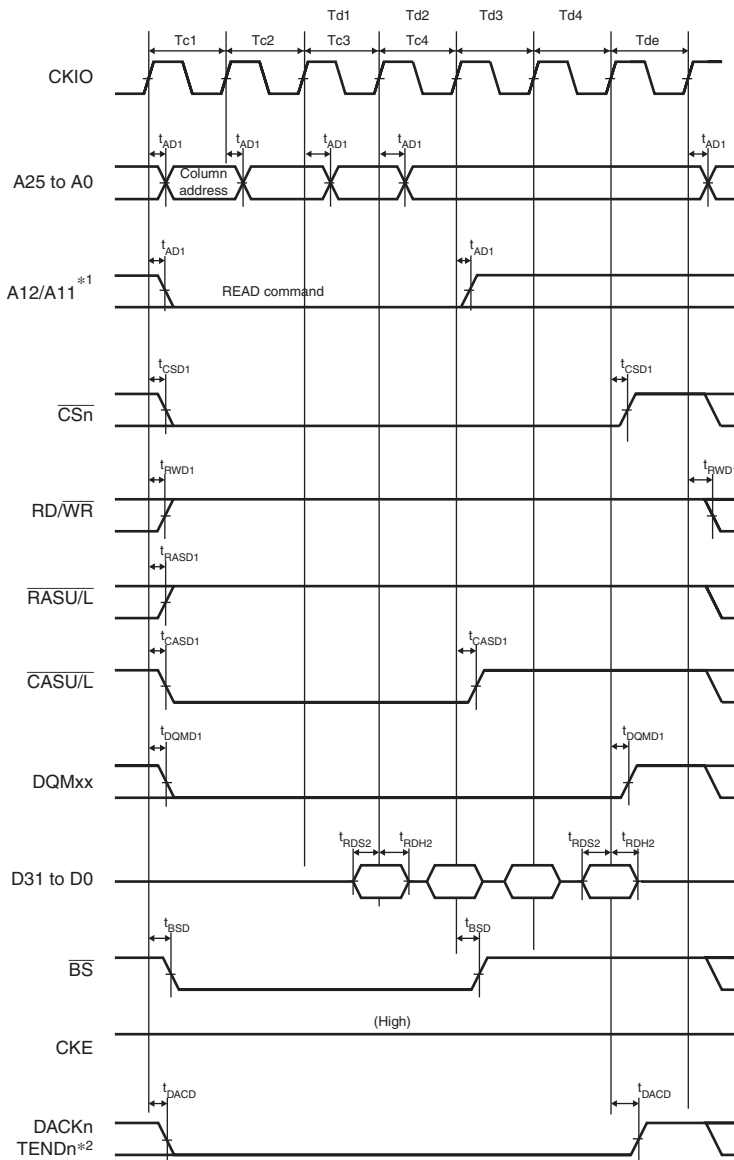 Td1 Td2 Td3 Td4
Tc1 Tc2 Tc3 Tc4 Tde
CKIO
tAD1 tAD1 tAD1 tAD1 tAD1
A25 to A0
Column
address
tAD1 tAD1
A12/A11*1
READ command
tCSD1 tCSD1
CSn
tRWD1 tRWD1
RD/WR
tRASD1
RASU/L
tCASD1 tCASD1
CASU/L
tDQMD1 tDQMD1
DQMxx
tRDS2 tRDH2 tRDS2 tRDH2
D31 to D0
tBSD tBSD
BS
(High)
CKE
tDACD tDACD
DACKn
TENDn*2